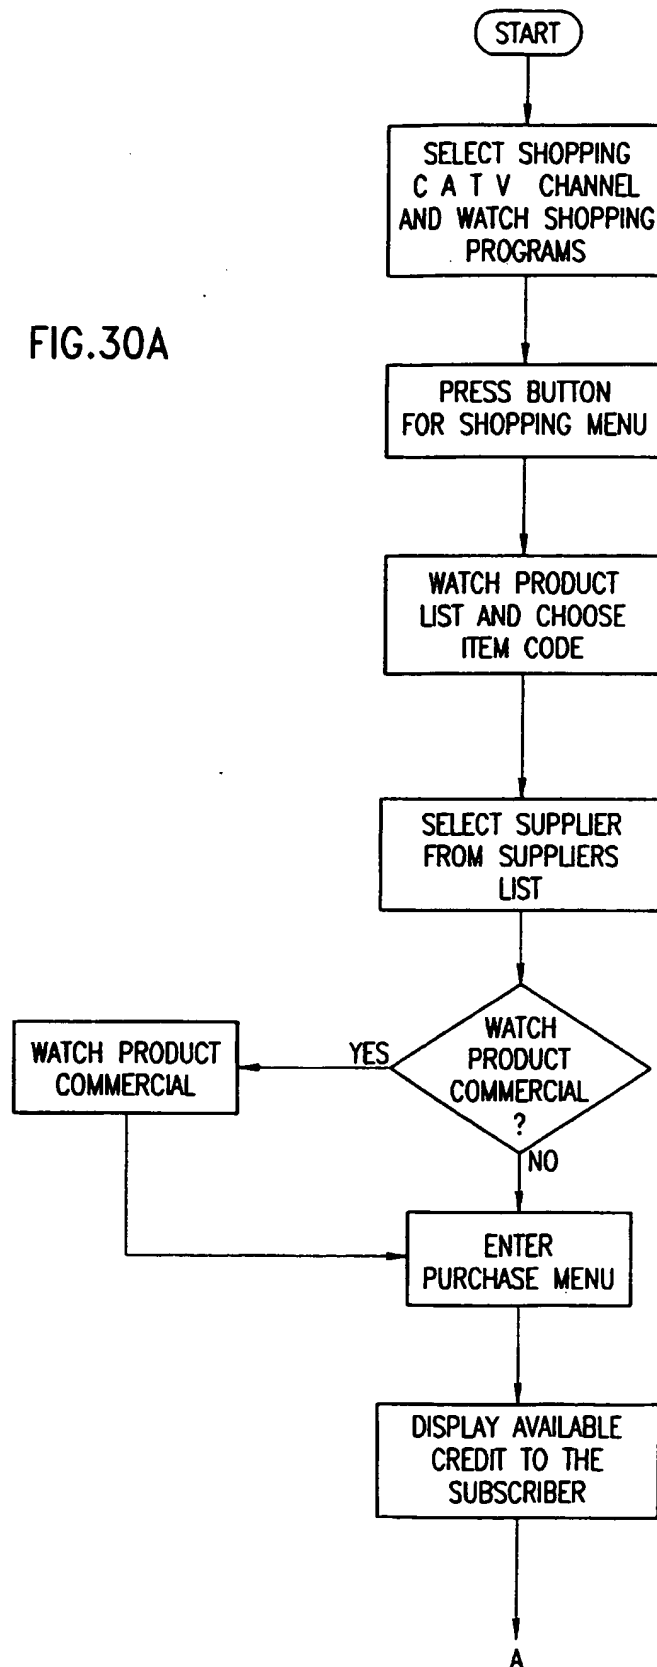 START
SELECT SHOPPING
C A T V CHANNEL
AND WATCH SHOPPING
PROGRAMS
FIG.30A
PRESS BUTTON
FOR SHOPPING MENU
WATCH PRODUCT
LIST AND CHOOSE
ITEM CODE
SELECT SUPPLIER
FROM SUPPLIERS
LIST
WATCH
PRODUCT
COMMERCIAL
?
YES
WATCH PRODUCT
COMMERCIAL
NO
ENTER
PURCHASE MENU
DISPLAY AVAILABLE
CREDIT TO THE
SUBSCRIBER
A